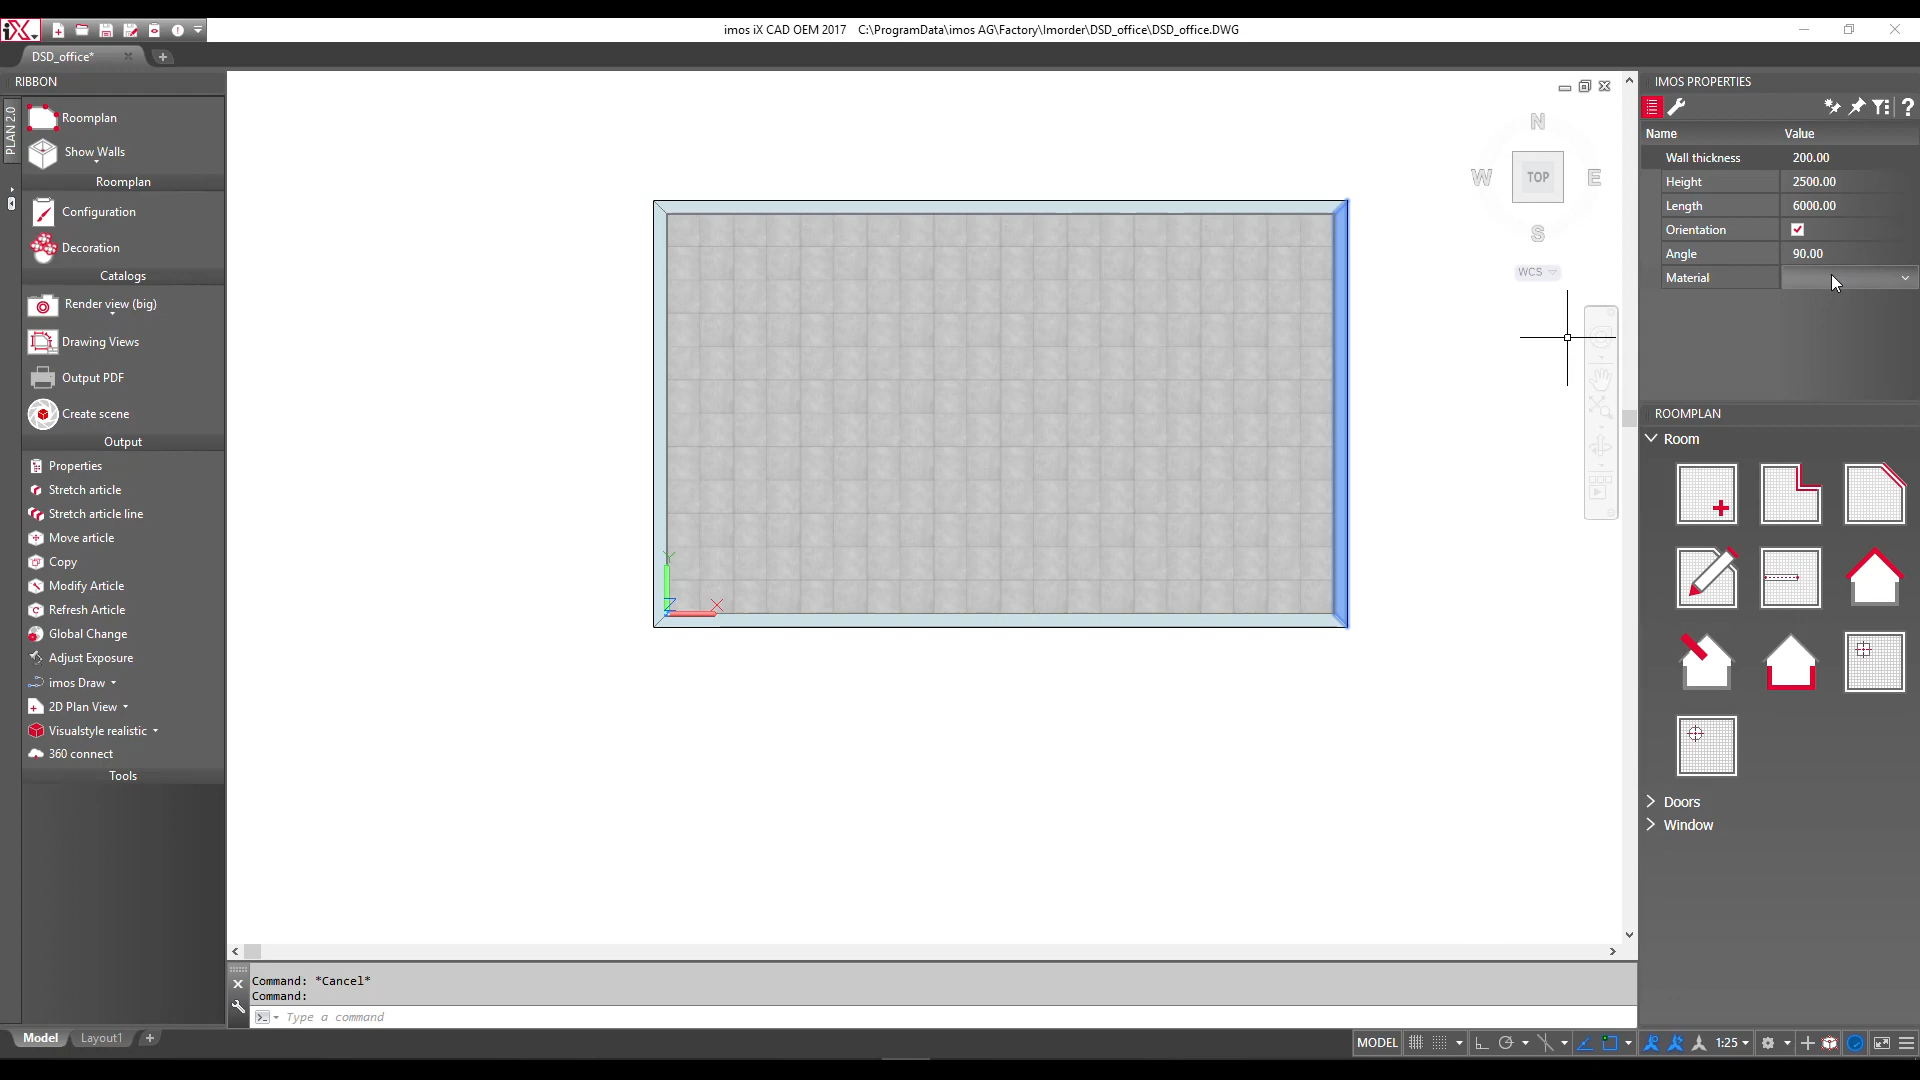 iX
imos iX CAD OEM 2017 C:\ProgramData\imos AG\Factory\Imorder\DSD_office\DSD_office.DWG
DSD_office*
RIBBON
PLAN 2.0
Roomplan
Show Walls
Roomplan
Configuration
Decoration
Catalogs
Render view (big)
Drawing Views
Output PDF
Create scene
Output
Properties
Stretch article
Stretch article line
Move article
Copy
Modify Article
Refresh Article
Global Change
Adjust Exposure
imos Draw
2D Plan View
Visualstyle realistic
360 connect
Tools
N
W TOP E
S
WCS
Y
Z X
IMOS PROPERTIES
?
Name Value
Wall thickness 200.00
Height 2500.00
Length 6000.00
Orientation
Angle 90.00
Material
ROOMPLAN
Room
Doors
Window
Command: *Cancel*
Command:
Type a command
Model Layout1 +
MODEL 1:25